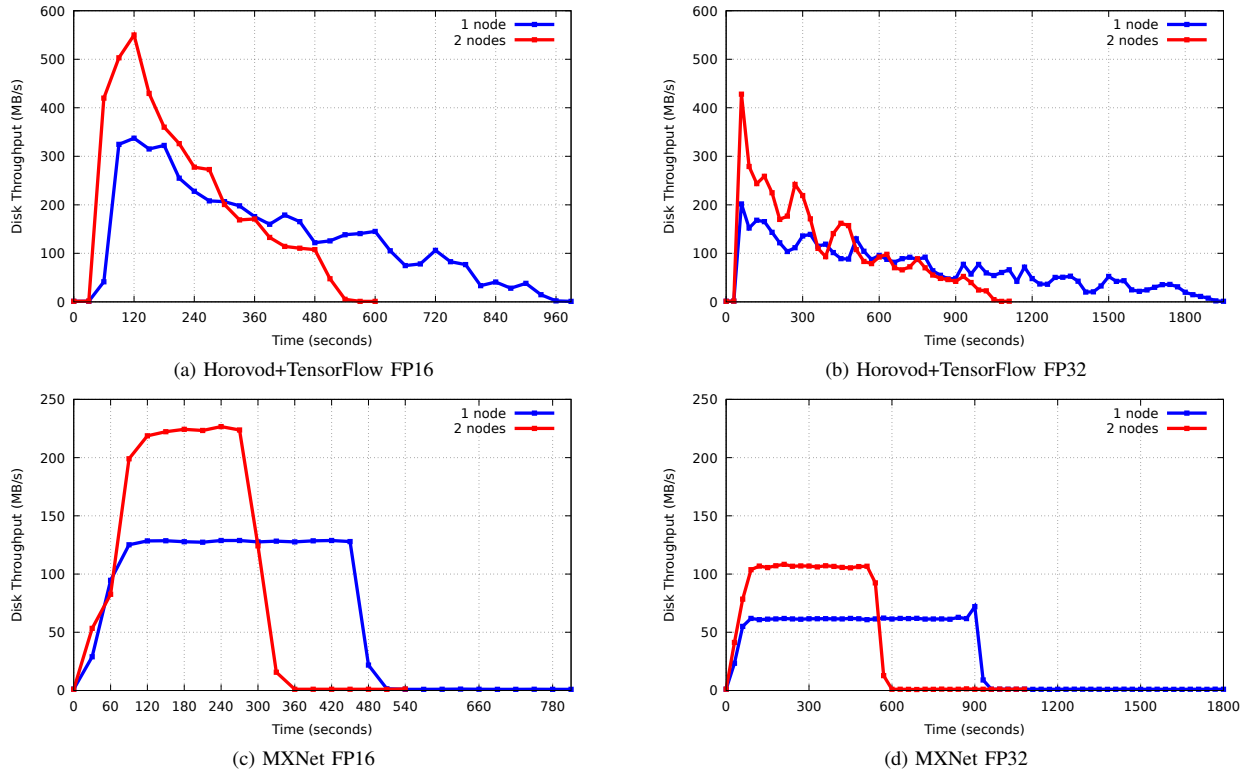 600
500
400
300
200
100
0
Disk Throughput (MB/s)
1 node
2 nodes
0 120 240 360 480 600 720 840 960
Time (seconds)
(a) Horovod+TensorFlow FP16
600
500
400
300
200
100
0
Disk Throughput (MB/s)
1 node
2 nodes
0 300 600 900 1200 1500 1800
Time (seconds)
(b) Horovod+TensorFlow FP32
250
200
150
100
50
0
Disk Throughput (MB/s)
1 node
2 nodes
0 60 120 180 240 300 360 420 480 540 780
Time (seconds)
(c) MXNet FP16
250
200
150
100
50
0
Disk Throughput (MB/s)
1 node
2 nodes
0 300 600 900 1200 1500 1800
Time (seconds)
(d) MXNet FP32